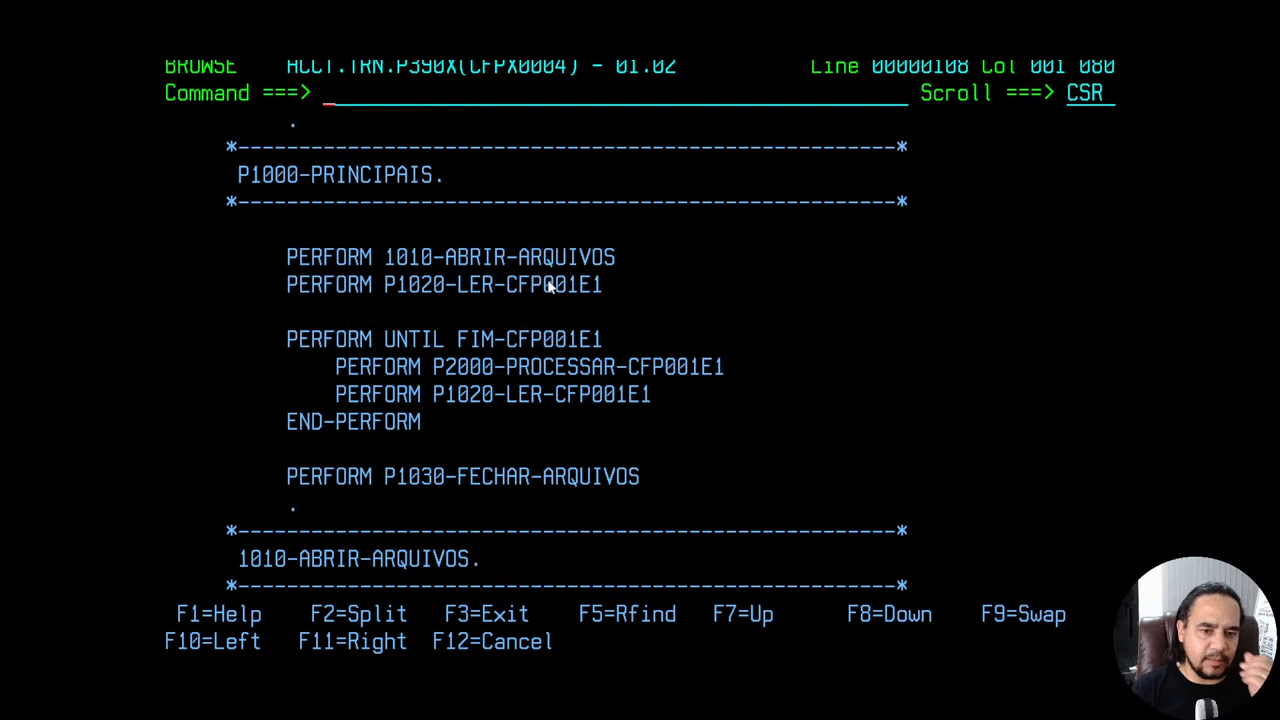 BROWSE    ACCT.TRN.P390X(CFPX0004) - 01.02    Line 00000108 Col 001 080
Command ===>    Scroll ===> CSR
.
*------------------------------------------------------*
P1000-PRINCIPAIS.
*------------------------------------------------------*
PERFORM 1010-ABRIR-ARQUIVOS
PERFORM P1020-LER-CFP001E1
PERFORM UNTIL FIM-CFP001E1
PERFORM P2000-PROCESSAR-CFP001E1
PERFORM P1020-LER-CFP001E1
END-PERFORM
PERFORM P1030-FECHAR-ARQUIVOS
.
*------------------------------------------------------*
1010-ABRIR-ARQUIVOS.
*------------------------------------------------------*
F1=Help    F2=Split    F3=Exit    F5=Rfind    F7=Up    F8=Down    F9=Swap
F10=Left    F11=Right    F12=Cancel